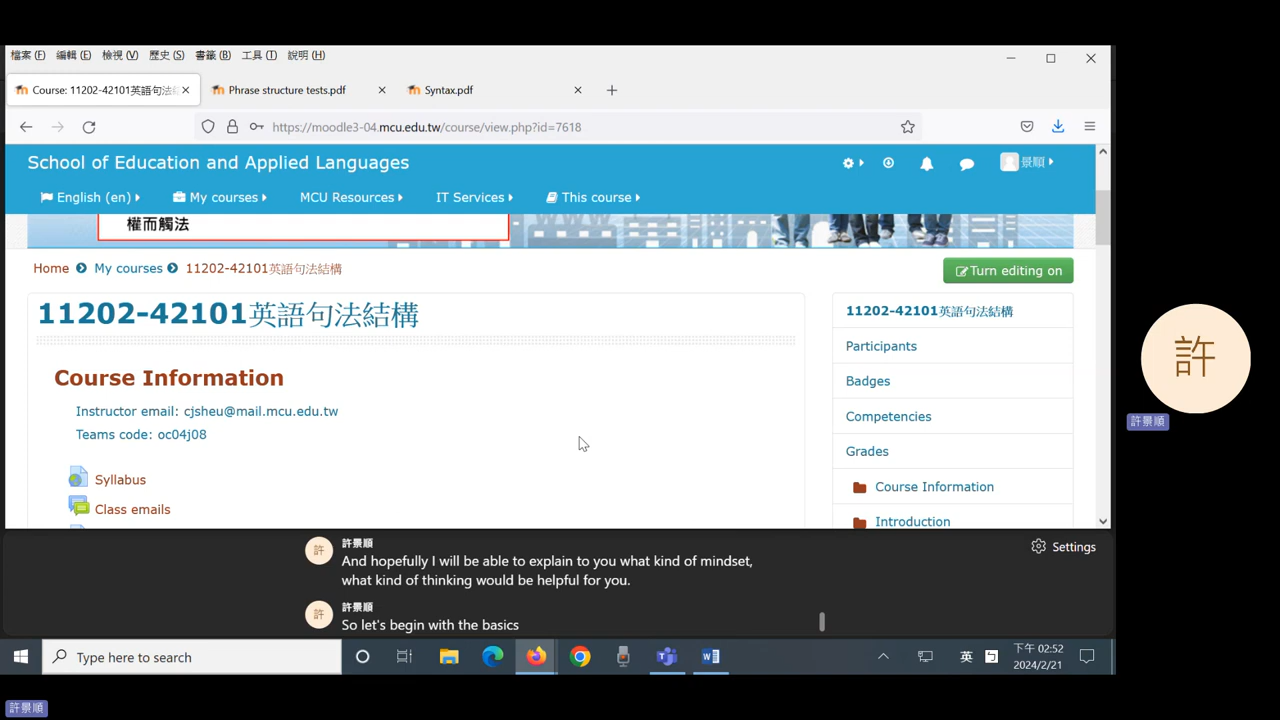 檔案(F) 編輯(E) 檢視(V) 歷史(S) 書籤(B) 工具(T) 說明(H)
Course: 11202-42101英語句法結
Phrase structure tests.pdf
Syntax.pdf
https://moodle3-04.mcu.edu.tw/course/view.php?id=7618
School of Education and Applied Languages
景順
English (en) My courses MCU Resources IT Services This course
權而觸法
Home My courses 11202-42101英語句法結構
Turn editing on
11202-42101英語句法結構
Course Information
Instructor email: cjsheu@mail.mcu.edu.tw
Teams code: oc04j08
Syllabus
Class emails
11202-42101英語句法結構
Participants
Badges
Competencies
Grades
Course Information
Introduction
許
許景順
許
許景順
And hopefully I will be able to explain to you what kind of mindset,
what kind of thinking would be helpful for you.
許
許景順
So let's begin with the basics
Settings
Type here to search
英
下午 02:52
2024/2/21
許景順